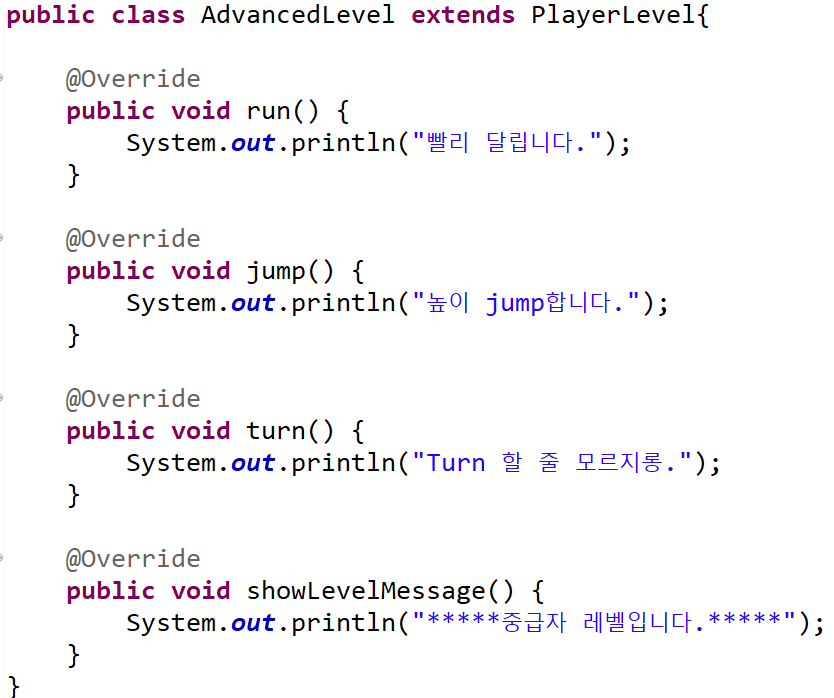 public class AdvancedLevel extends PlayerLevel{
@Override
public void run() {
System.out.println("빨리 달립니다.");
}
@Override
public void jump() {
System.out.println("높이 jump합니다.");
}
@Override
public void turn() {
System.out.println("Turn 할 줄 모르지롱.");
}
@Override
public void showLevelMessage() {
System.out.println("*****중급자 레벨입니다.*****");
}
}